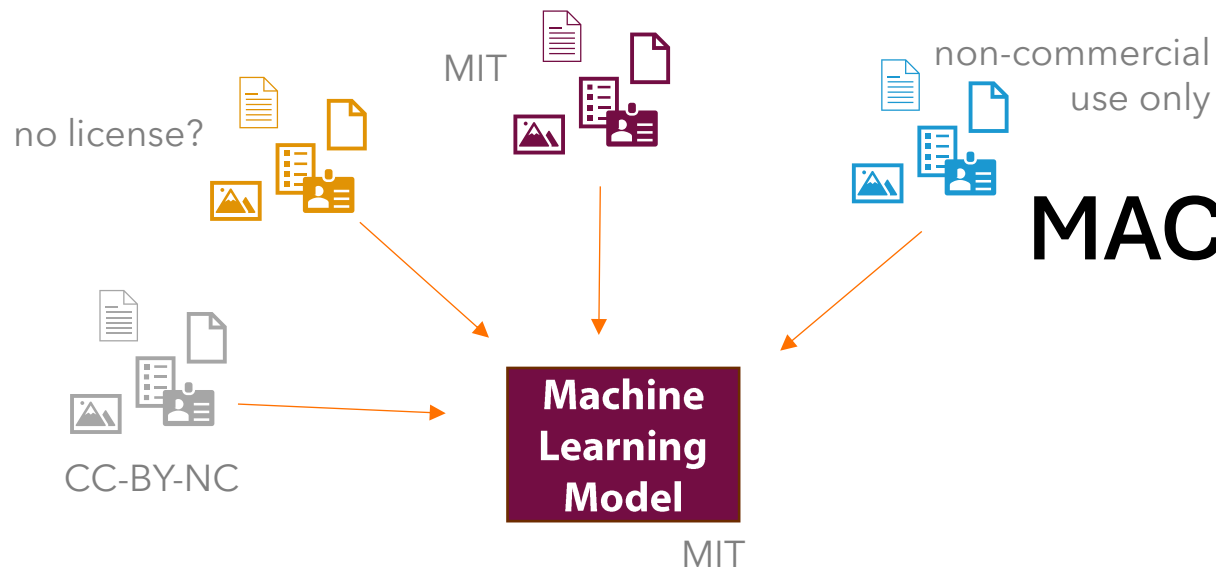 MIT
non-commercial
use only
no license?
MAC
CC-BY-NC
Machine
Learning
Model
MIT